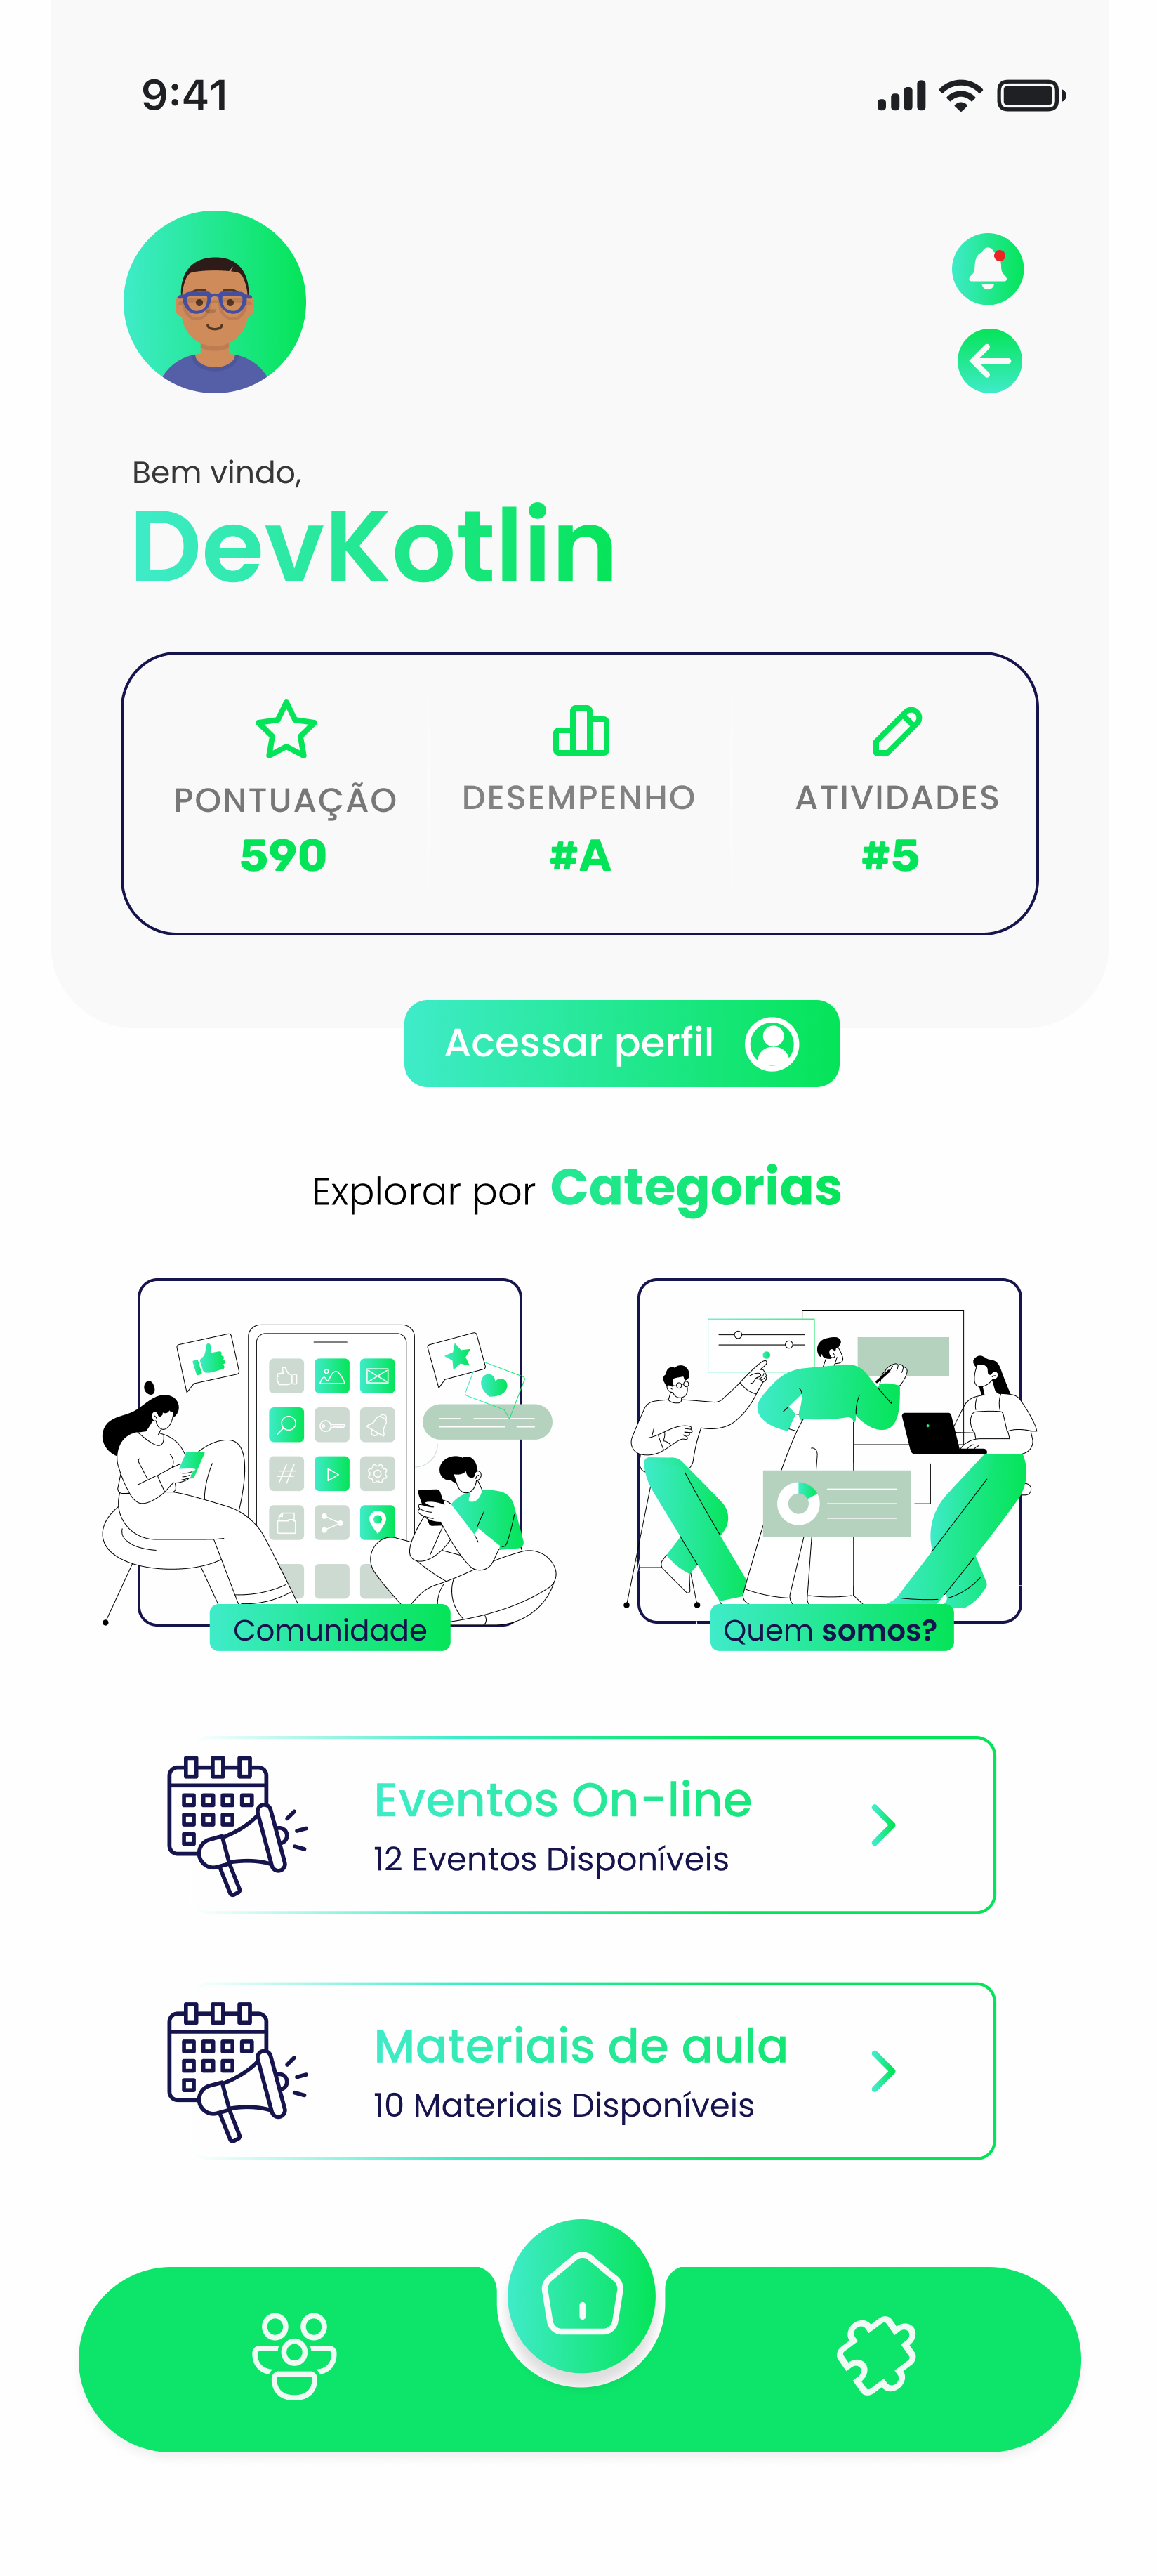 9:41
Bem vindo,
DevKotlin
PONTUAÇÃO DESEMPENHO ATIVIDADES
590 #A #5
Acessar perfil
Explorar por Categorias
Comunidade Quem somos?
Eventos On-line
12 Eventos Disponíveis
Materiais de aula
10 Materiais Disponíveis